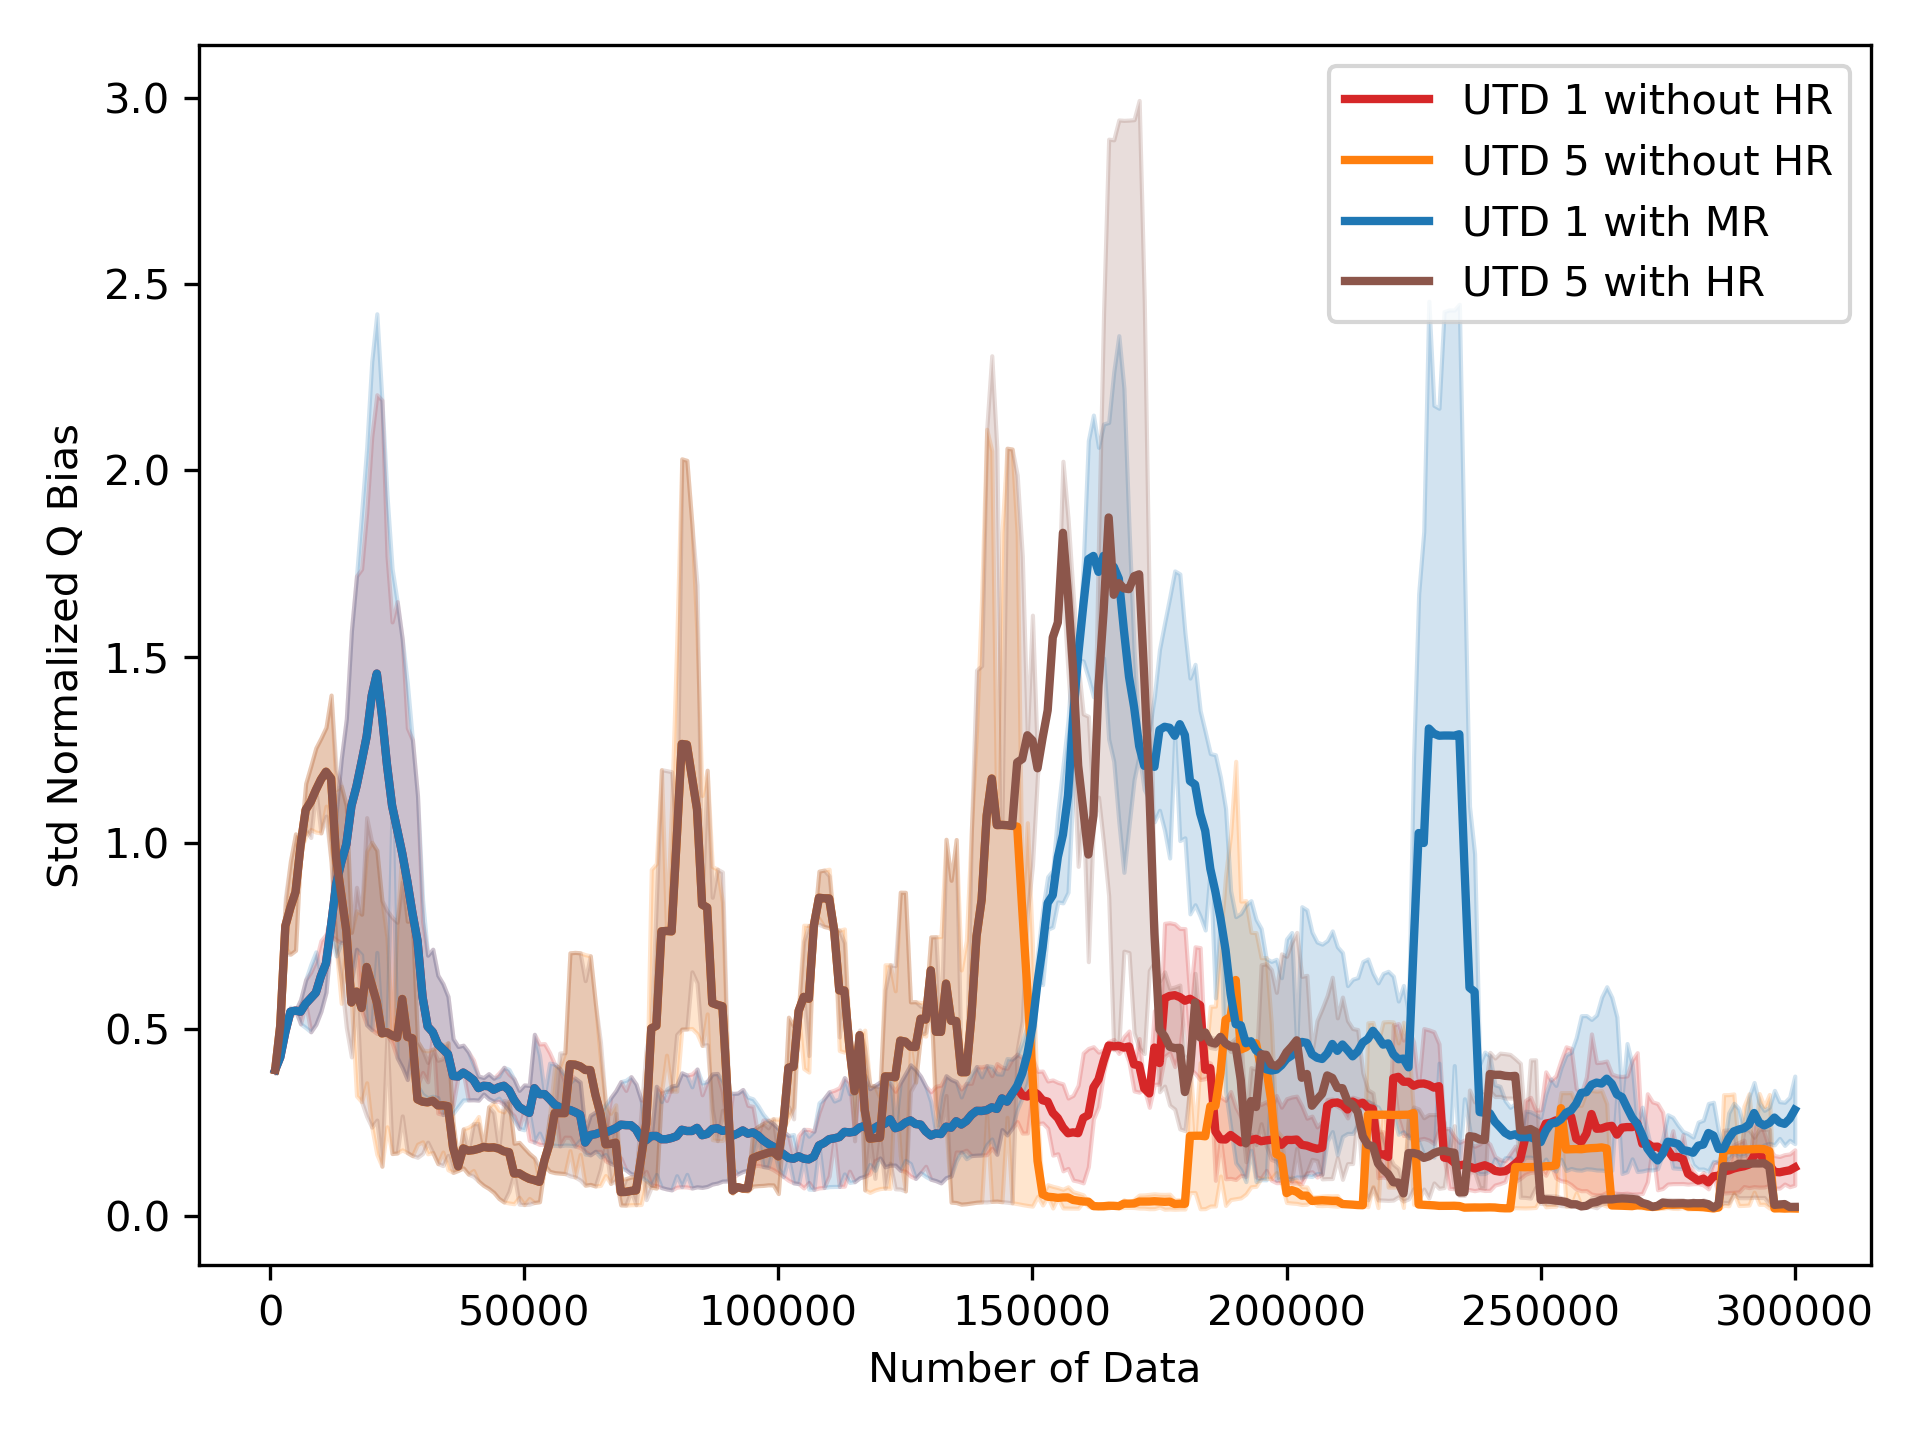 3.0
2.5
2.0
1.5
1.0
0.5
0.0
Std Normalized Q Bias
UTD 1 without HR
UTD 5 without HR
UTD 1 with MR
UTD 5 with HR
0 50000 100000 150000 200000 250000 300000
Number of Data